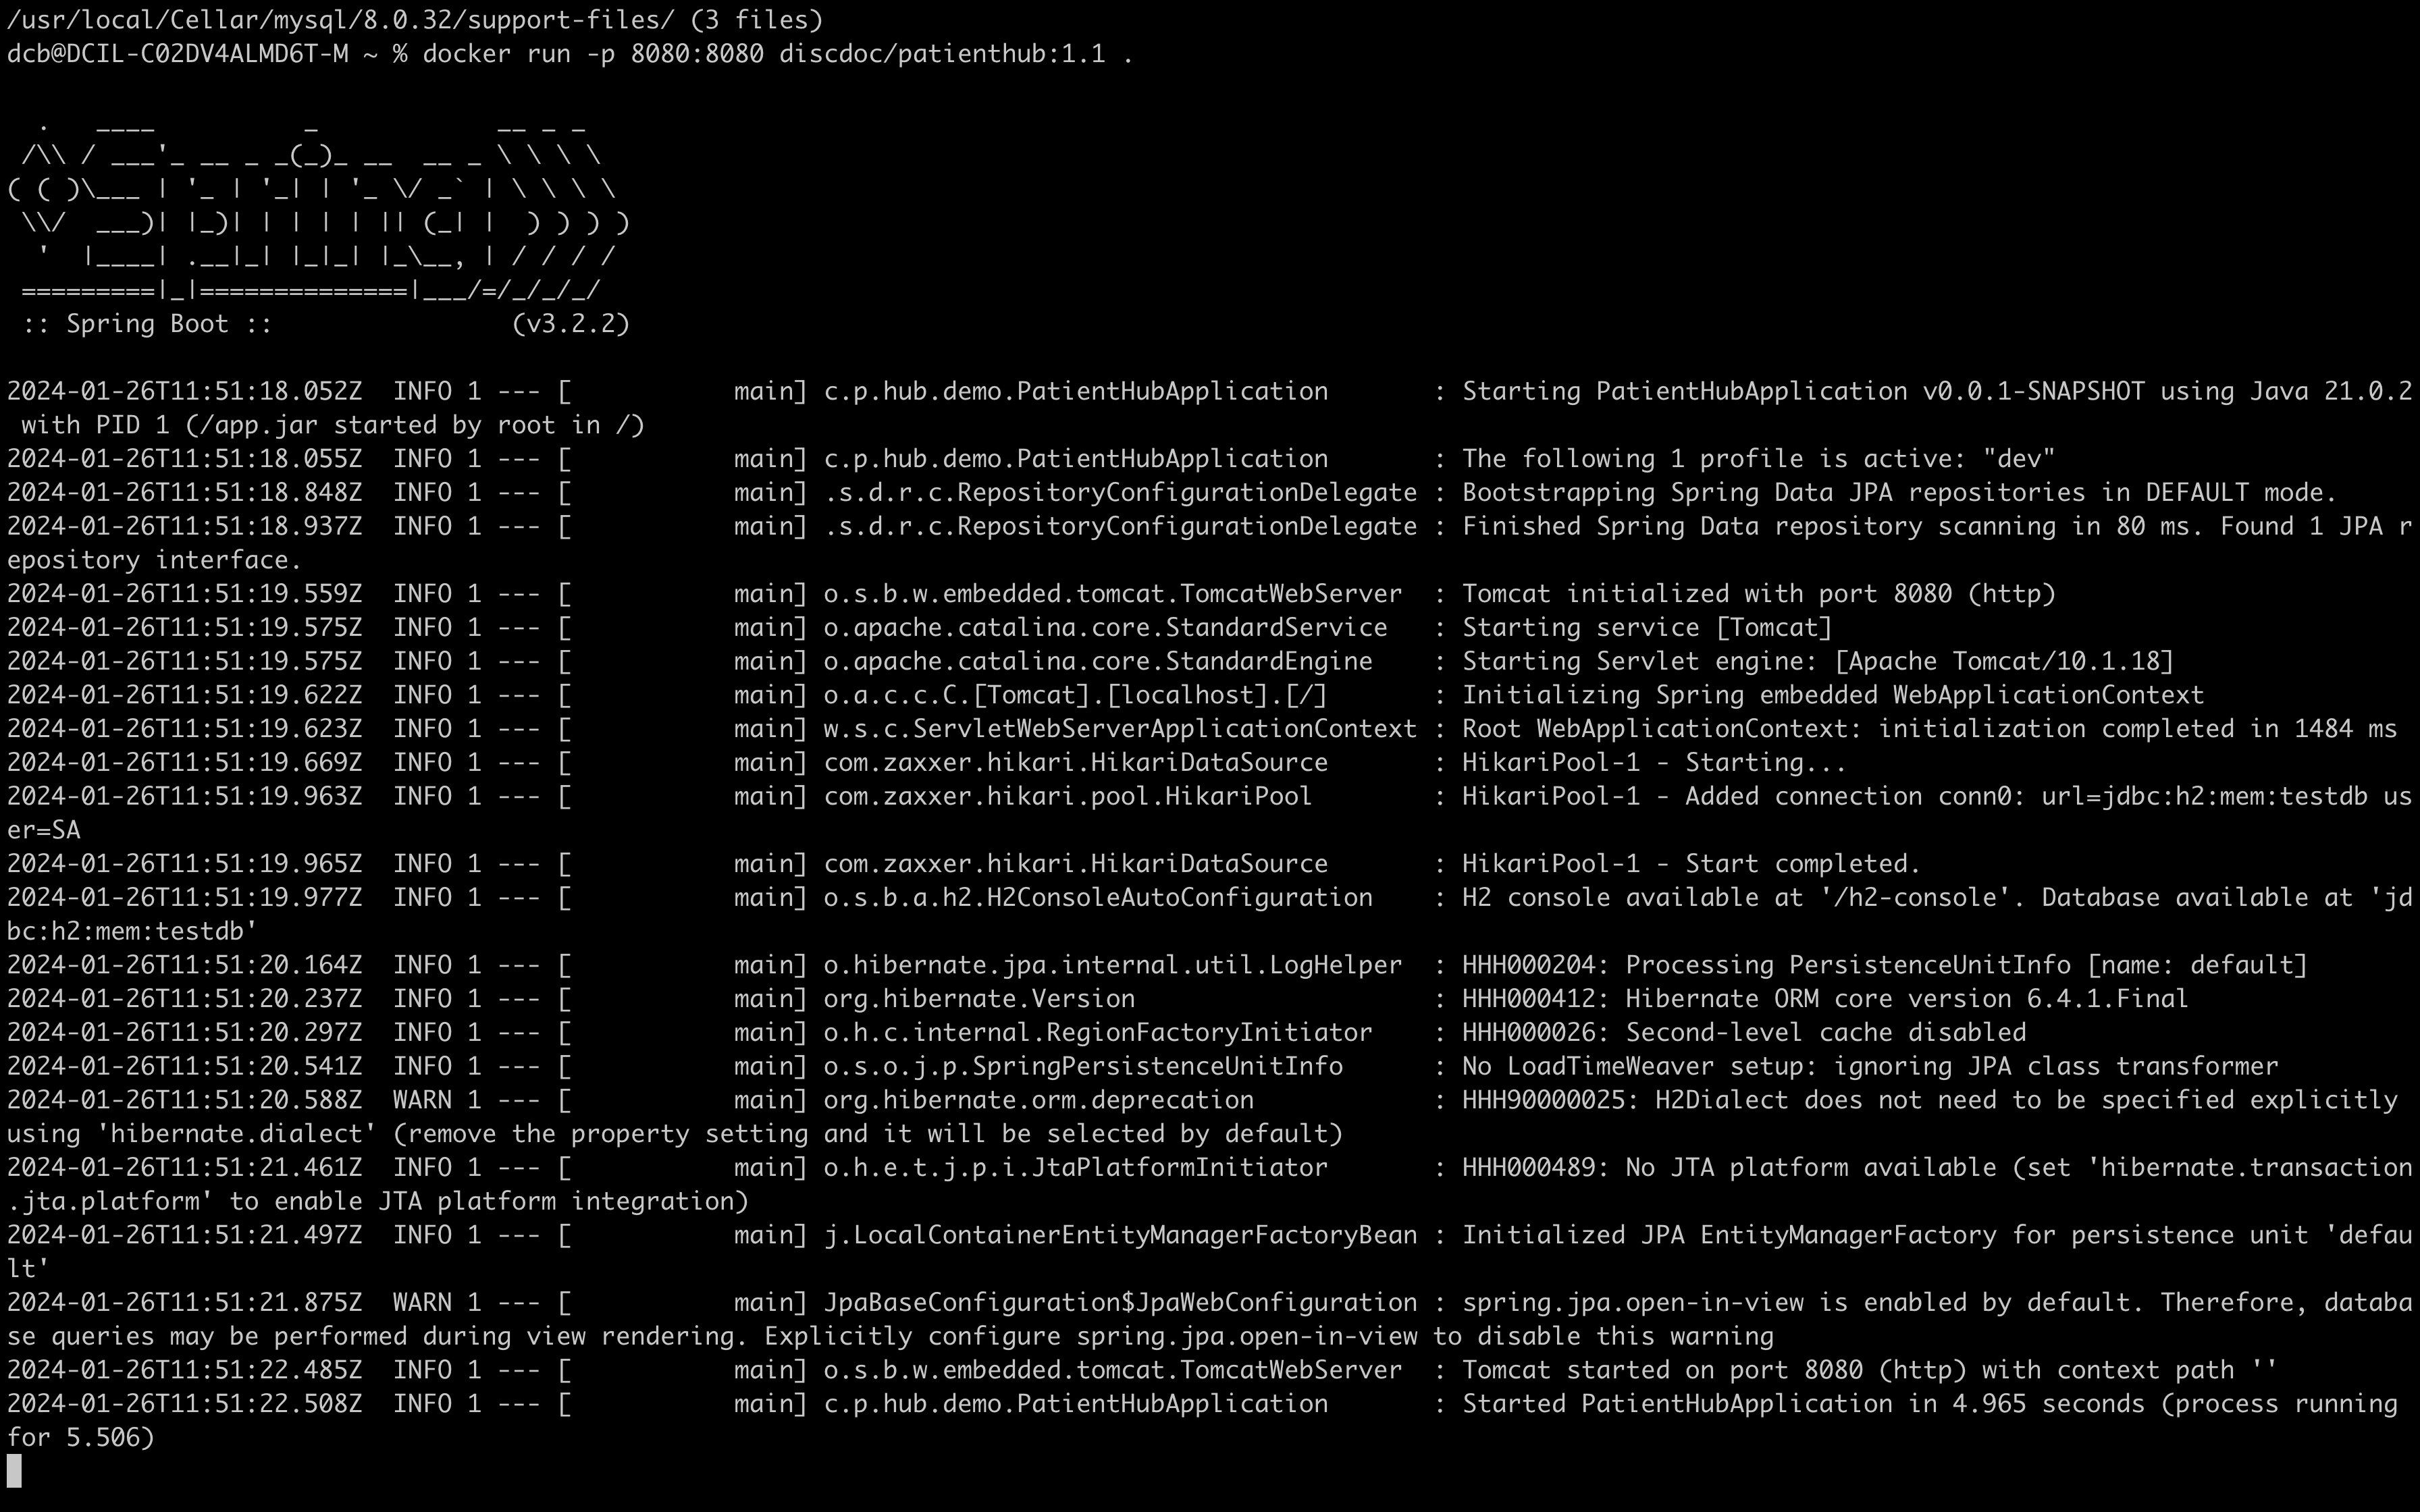 /usr/local/Cellar/mysql/8.0.32/support-files/ (3 files)
dcb@DCIL-C02DV4ALMD6T-M ~ % docker run -p 8080:8080 discdoc/patienthub:1.1 .

  .   ____          _            __ _ _
 /\\ / ___'_ __ _ _(_)_ __  __ _ \ \ \ \
( ( )\___ | '_ | '_| | '_ \/ _` | \ \ \ \
 \\/  ___)| |_)| | | | | || (_| |  ) ) ) )
  '  |____| .__|_| |_|_| |_\__, | / / / /
 =========|_|==============|___/=/_/_/_/
 :: Spring Boot ::                (v3.2.2)

2024-01-26T11:51:18.052Z  INFO 1 --- [           main] c.p.hub.demo.PatientHubApplication       : Starting PatientHubApplication v0.0.1-SNAPSHOT using Java 21.0.2
 with PID 1 (/app.jar started by root in /)
2024-01-26T11:51:18.055Z  INFO 1 --- [           main] c.p.hub.demo.PatientHubApplication       : The following 1 profile is active: "dev"
2024-01-26T11:51:18.848Z  INFO 1 --- [           main] .s.d.r.c.RepositoryConfigurationDelegate : Bootstrapping Spring Data JPA repositories in DEFAULT mode.
2024-01-26T11:51:18.937Z  INFO 1 --- [           main] .s.d.r.c.RepositoryConfigurationDelegate : Finished Spring Data repository scanning in 80 ms. Found 1 JPA r
epository interface.
2024-01-26T11:51:19.559Z  INFO 1 --- [           main] o.s.b.w.embedded.tomcat.TomcatWebServer  : Tomcat initialized with port 8080 (http)
2024-01-26T11:51:19.575Z  INFO 1 --- [           main] o.apache.catalina.core.StandardService   : Starting service [Tomcat]
2024-01-26T11:51:19.575Z  INFO 1 --- [           main] o.apache.catalina.core.StandardEngine    : Starting Servlet engine: [Apache Tomcat/10.1.18]
2024-01-26T11:51:19.622Z  INFO 1 --- [           main] o.a.c.c.C.[Tomcat].[localhost].[/]       : Initializing Spring embedded WebApplicationContext
2024-01-26T11:51:19.623Z  INFO 1 --- [           main] w.s.c.ServletWebServerApplicationContext : Root WebApplicationContext: initialization completed in 1484 ms
2024-01-26T11:51:19.669Z  INFO 1 --- [           main] com.zaxxer.hikari.HikariDataSource       : HikariPool-1 - Starting...
2024-01-26T11:51:19.963Z  INFO 1 --- [           main] com.zaxxer.hikari.pool.HikariPool        : HikariPool-1 - Added connection conn0: url=jdbc:h2:mem:testdb us
er=SA
2024-01-26T11:51:19.965Z  INFO 1 --- [           main] com.zaxxer.hikari.HikariDataSource       : HikariPool-1 - Start completed.
2024-01-26T11:51:19.977Z  INFO 1 --- [           main] o.s.b.a.h2.H2ConsoleAutoConfiguration    : H2 console available at '/h2-console'. Database available at 'jd
bc:h2:mem:testdb'
2024-01-26T11:51:20.164Z  INFO 1 --- [           main] o.hibernate.jpa.internal.util.LogHelper  : HHH000204: Processing PersistenceUnitInfo [name: default]
2024-01-26T11:51:20.237Z  INFO 1 --- [           main] org.hibernate.Version                    : HHH000412: Hibernate ORM core version 6.4.1.Final
2024-01-26T11:51:20.297Z  INFO 1 --- [           main] o.h.c.internal.RegionFactoryInitiator    : HHH000026: Second-level cache disabled
2024-01-26T11:51:20.541Z  INFO 1 --- [           main] o.s.o.j.p.SpringPersistenceUnitInfo      : No LoadTimeWeaver setup: ignoring JPA class transformer
2024-01-26T11:51:20.588Z  WARN 1 --- [           main] org.hibernate.orm.deprecation            : HHH90000025: H2Dialect does not need to be specified explicitly
using 'hibernate.dialect' (remove the property setting and it will be selected by default)
2024-01-26T11:51:21.461Z  INFO 1 --- [           main] o.h.e.t.j.p.i.JtaPlatformInitiator       : HHH000489: No JTA platform available (set 'hibernate.transaction
.jta.platform' to enable JTA platform integration)
2024-01-26T11:51:21.497Z  INFO 1 --- [           main] j.LocalContainerEntityManagerFactoryBean : Initialized JPA EntityManagerFactory for persistence unit 'defau
lt'
2024-01-26T11:51:21.875Z  WARN 1 --- [           main] JpaBaseConfiguration$JpaWebConfiguration : spring.jpa.open-in-view is enabled by default. Therefore, databa
se queries may be performed during view rendering. Explicitly configure spring.jpa.open-in-view to disable this warning
2024-01-26T11:51:22.485Z  INFO 1 --- [           main] o.s.b.w.embedded.tomcat.TomcatWebServer  : Tomcat started on port 8080 (http) with context path ''
2024-01-26T11:51:22.508Z  INFO 1 --- [           main] c.p.hub.demo.PatientHubApplication       : Started PatientHubApplication in 4.965 seconds (process running
for 5.506)